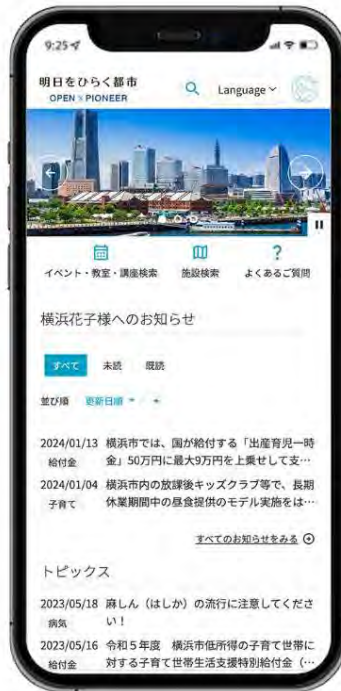 9:25
明日をひらく都市
OPEN × PIONEER
Language
イベント・教室・講座検索
施設検索
よくあるご質問
横浜花子様へのお知らせ
すべて
未読
既読
並び順
更新日順
2024/01/13 横浜市では、国が給付する「出産育児一時
給付金 金」50万円に最大9万円を上乗せして支…
2024/01/04 横浜市内の放課後キッズクラブ等で、長期
子育て 休業期間中の昼食提供のモデル実施をは…
すべてのお知らせをみる
トピックス
2023/05/18 麻しん（はしか）の流行に注意してくださ
病気 い！
2023/05/16 令和５年度 横浜市低所得の子育て世帯に
給付金 対する子育て世帯生活支援特別給付金（…